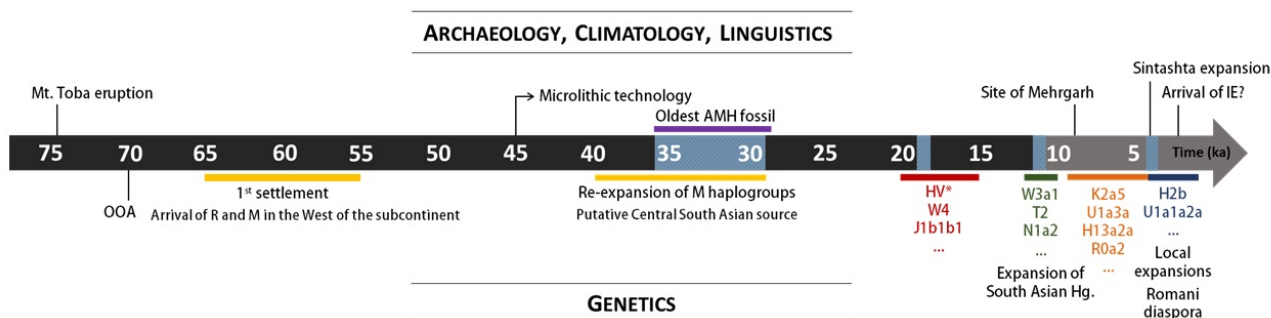 ARCHAEOLOGY, CLIMATOLOGY, LINGUISTICS
Sintashta expansion
Mt. Toba eruption
Microlithic technology
Site of Mehrgarh
Arrival of IE?
Oldest AMH fossil
75 70 65 60 55 50 45 40 35 30 25 20 15 10 5 Time (ka)
OOA
1st settlement
Arrival of R and M in the West of the subcontinent
Re-expansion of M haplogroups
Putative Central South Asian source
HV*
W4
J1b1b1
...
W3a1
T2
N1a2
...
Expansion of
South Asian Hg.
K2a5
U1a3a
H13a2a
R0a2
...
H2b
U1a1a2a
...
Local
expansions
Romani
diaspora
GENETICS